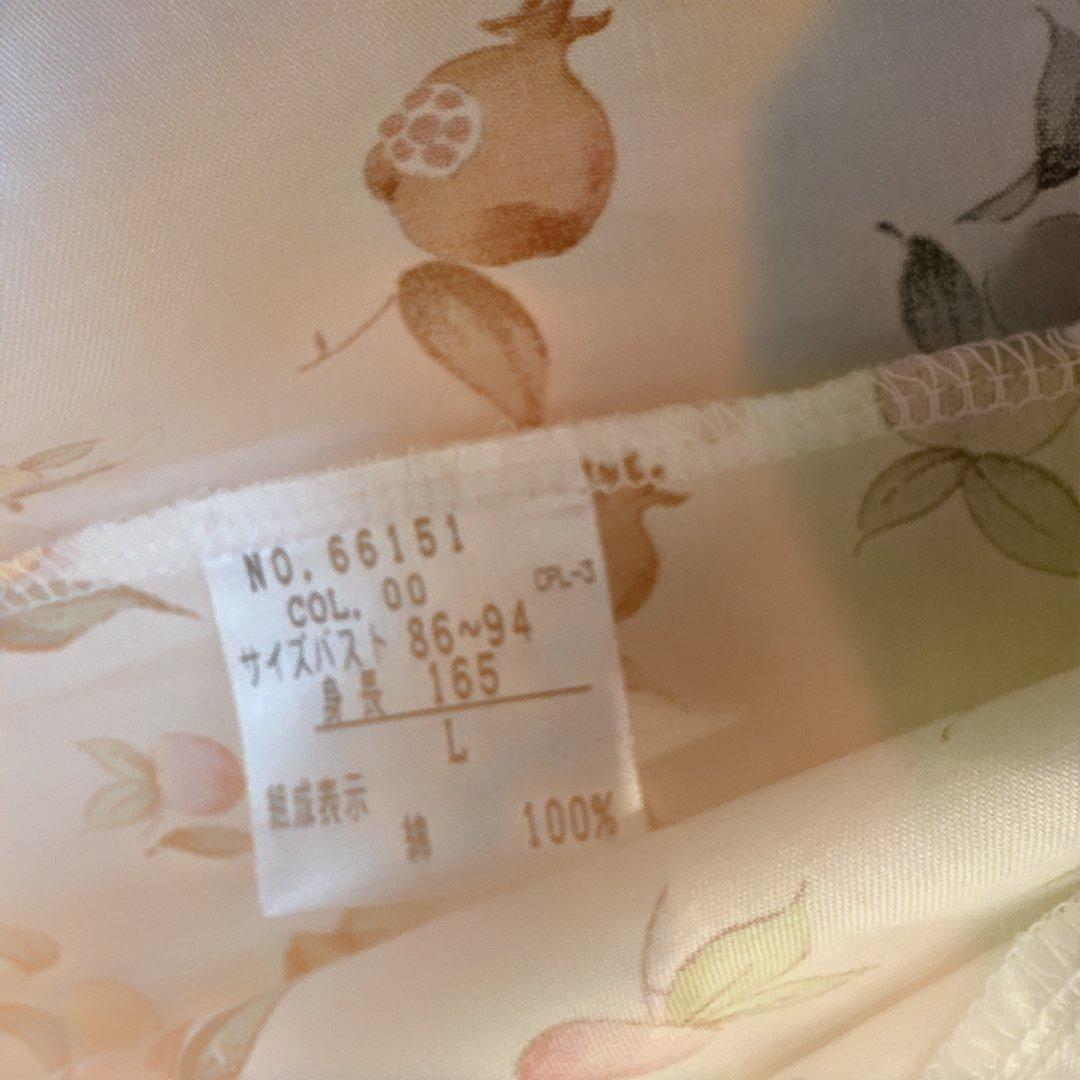 INC.
NO. 66151
COL. 00 CPL-3
サイズバスト 86~94
身長 165
L
組成表示
綿 100%